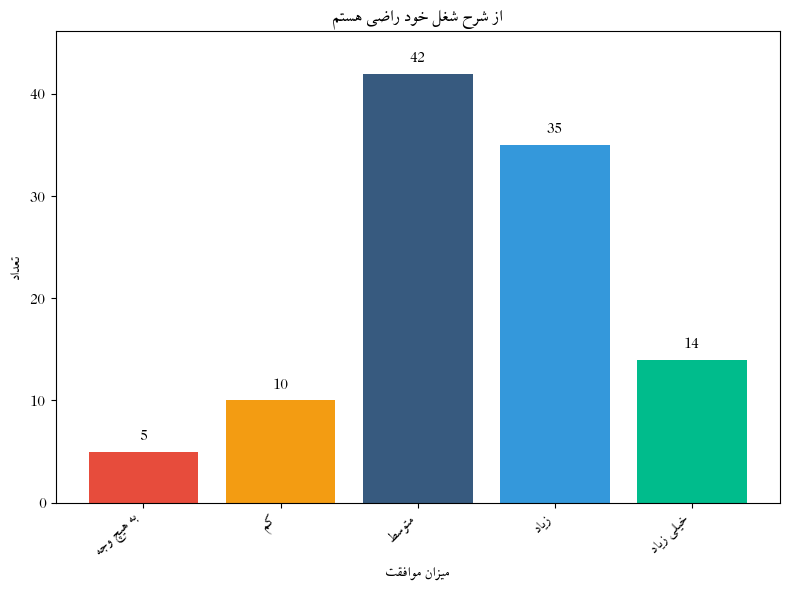 از شرح شغل خود راضی هستم
تعداد
40
30
20
10
0
5
10
42
35
14
به هیچ وجه
کم
متوسط
زیاد
خیلی زیاد
میزان موافقت